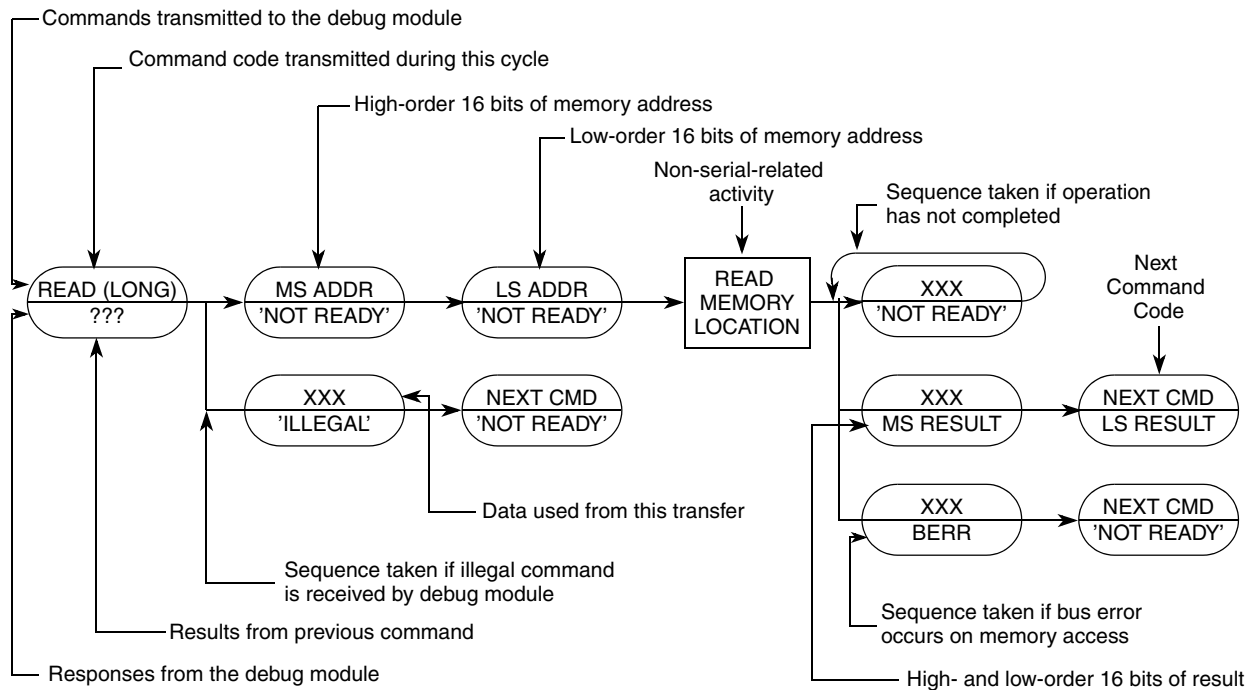 Commands transmitted to the debug module
Command code transmitted during this cycle
High-order 16 bits of memory address
Low-order 16 bits of memory address
Non-serial-related
activity
Sequence taken if operation
has not completed
Next
Command
Code
READ (LONG)
???
MS ADDR
'NOT READY'
LS ADDR
'NOT READY'
READ
MEMORY
LOCATION
XXX
'NOT READY'
XXX
'ILLEGAL'
NEXT CMD
'NOT READY'
XXX
MS RESULT
NEXT CMD
LS RESULT
Data used from this transfer
XXX
BERR
NEXT CMD
'NOT READY'
Sequence taken if illegal command
is received by debug module
Sequence taken if bus error
occurs on memory access
Results from previous command
Responses from the debug module
High- and low-order 16 bits of result